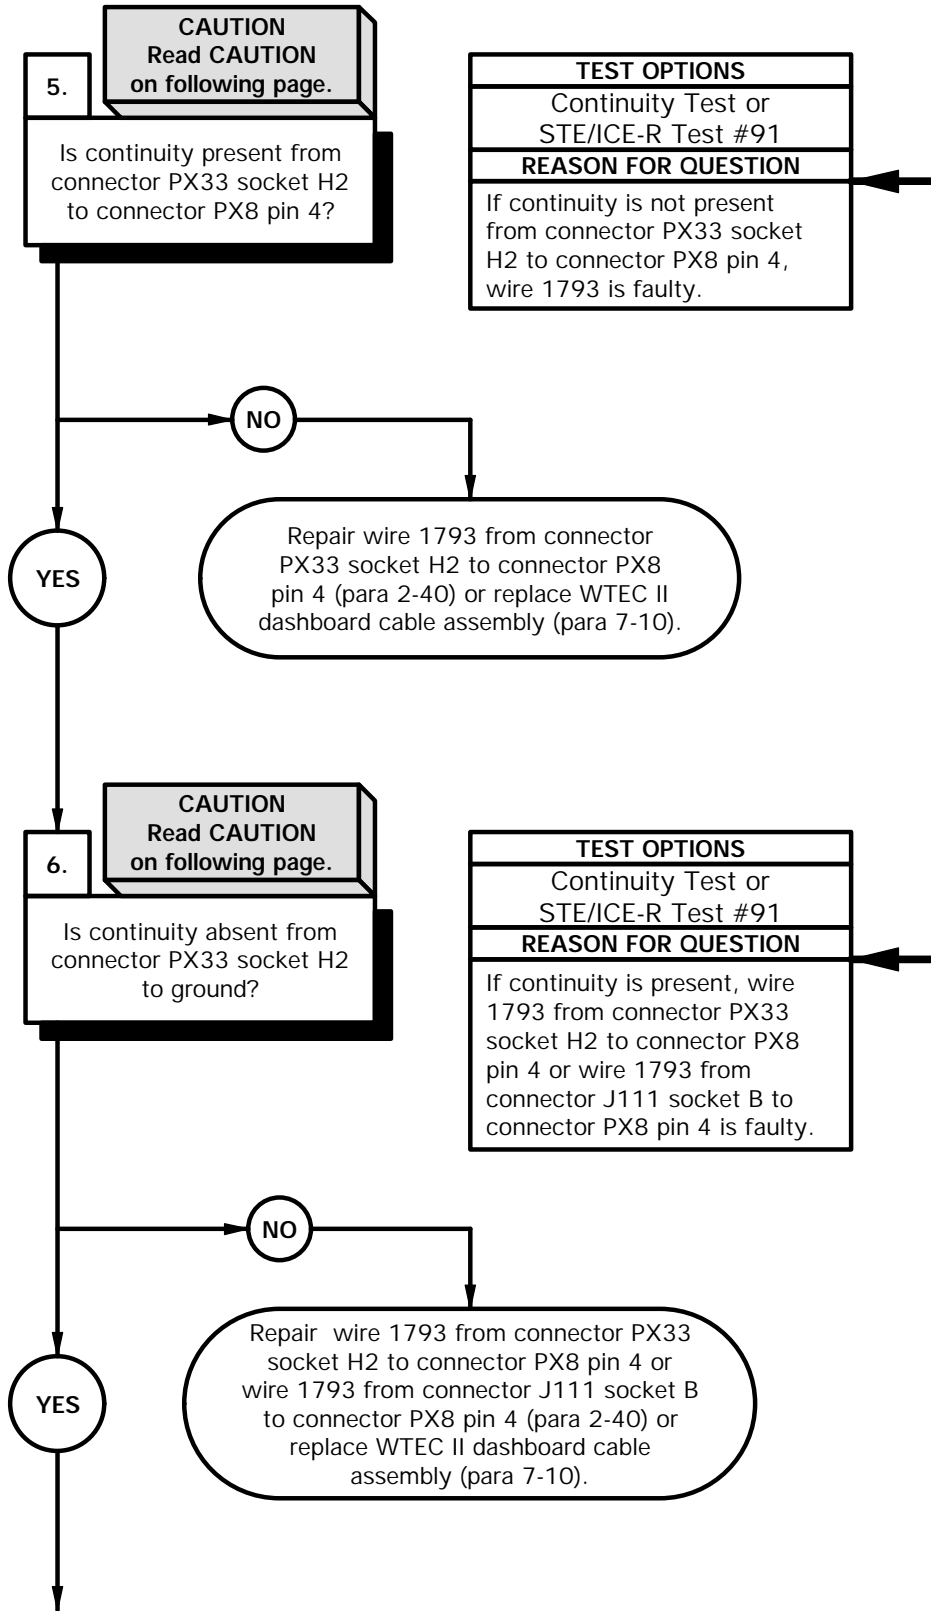 CAUTION
Read CAUTION
on following page.
5.
Is continuity present from
connector PX33 socket H2
to connector PX8 pin 4?
TEST OPTIONS
Continuity Test or
STE/ICE-R Test #91
REASON FOR QUESTION
If continuity is not present
from connector PX33 socket
H2 to connector PX8 pin 4,
wire 1793 is faulty.
NO
YES
Repair wire 1793 from connector
PX33 socket H2 to connector PX8
pin 4 (para 2-40) or replace WTEC II
dashboard cable assembly (para 7-10).
CAUTION
Read CAUTION
on following page.
6.
Is continuity absent from
connector PX33 socket H2
to ground?
TEST OPTIONS
Continuity Test or
STE/ICE-R Test #91
REASON FOR QUESTION
If continuity is present, wire
1793 from connector PX33
socket H2 to connector PX8
pin 4 or wire 1793 from
connector J111 socket B to
connector PX8 pin 4 is faulty.
NO
YES
Repair  wire 1793 from connector PX33
socket H2 to connector PX8 pin 4 or
wire 1793 from connector J111 socket B
to connector PX8 pin 4 (para 2-40) or
replace WTEC II dashboard cable
assembly (para 7-10).